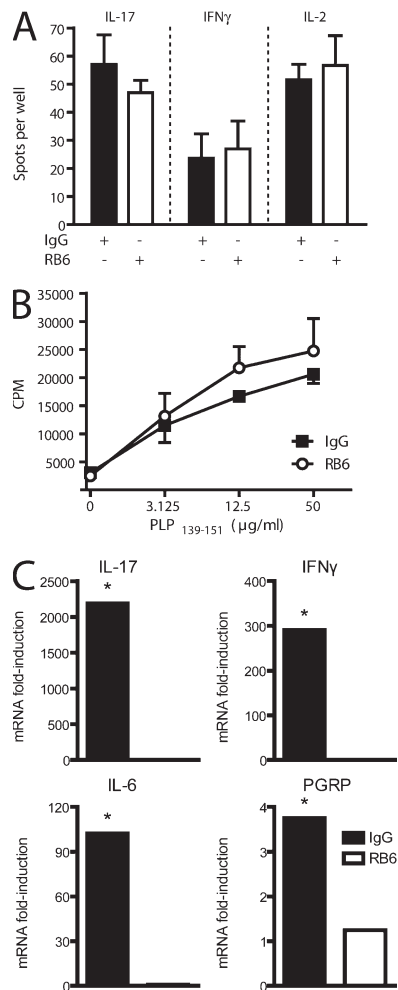 A
IL-17 IFNγ IL-2
70
60
50
40
30
20
10
0
Spots per well
IgG + - + - + -
RB6 - + - + - +
B
35000
30000
25000
20000
15000
10000
5000
CPM
IgG
RB6
0 3.125 12.5 50
PLP 139-151 (µg/ml)
C
IL-17
2500
2000
1500
1000
500
0
mRNA fold-induction
*
IFNγ
400
300
200
100
0
mRNA fold-induction
*
IL-6
120
90
60
30
0
mRNA fold-induction
*
PGRP
4
3
2
1
0
mRNA fold-induction
*
IgG
RB6